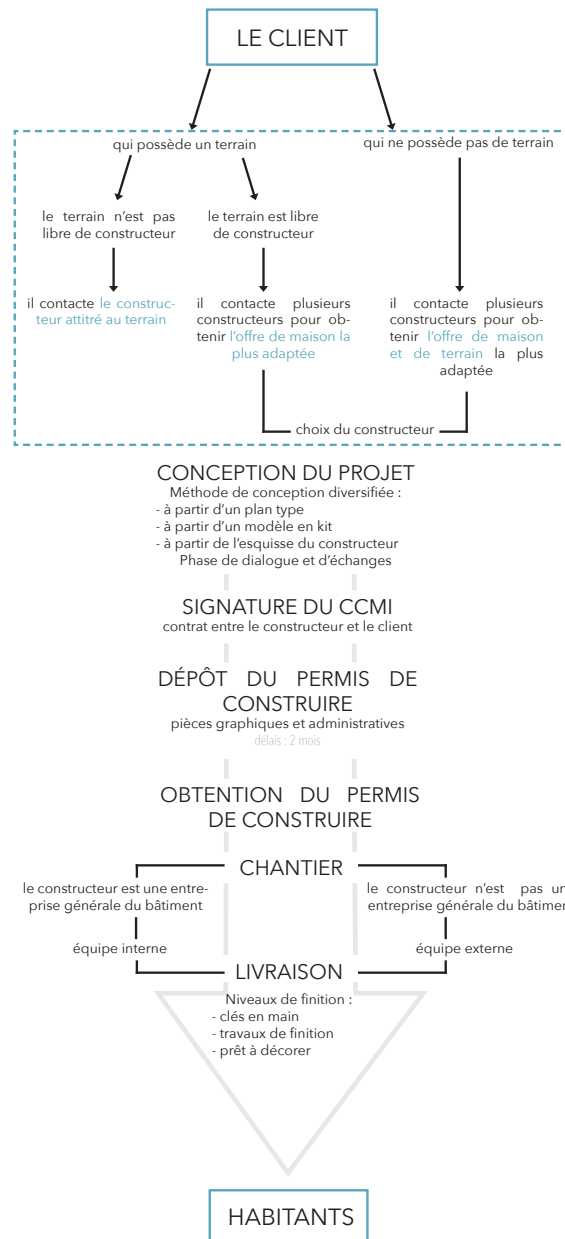 LE CLIENT
qui possède un terrain
qui ne possède pas de terrain
le terrain n'est pas
libre de constructeur
le terrain est libre
de constructeur
il contacte le construc-
teur attitré au terrain
il contacte plusieurs
constructeurs pour ob-
tenir l'offre de maison la
plus adaptée
il contacte plusieurs
constructeurs pour ob-
tenir l'offre de maison
et de terrain la plus
adaptée
choix du constructeur
CONCEPTION DU PROJET
Méthode de conception diversifiée :
- à partir d'un plan type
- à partir d'un modèle en kit
- à partir de l'esquisse du constructeur
Phase de dialogue et d'échanges
SIGNATURE DU CCMI
contrat entre le constructeur et le client
DÉPÔT DU PERMIS DE
CONSTRUIRE
pièces graphiques et administratives
délais : 2 mois
OBTENTION DU PERMIS
DE CONSTRUIRE
CHANTIER
le constructeur est une entre-
prise générale du bâtiment
le constructeur n'est pas un
entreprise générale du bâtimen
équipe interne
équipe externe
LIVRAISON
Niveaux de finition :
- clés en main
- travaux de finition
- prêt à décorer
HABITANTS